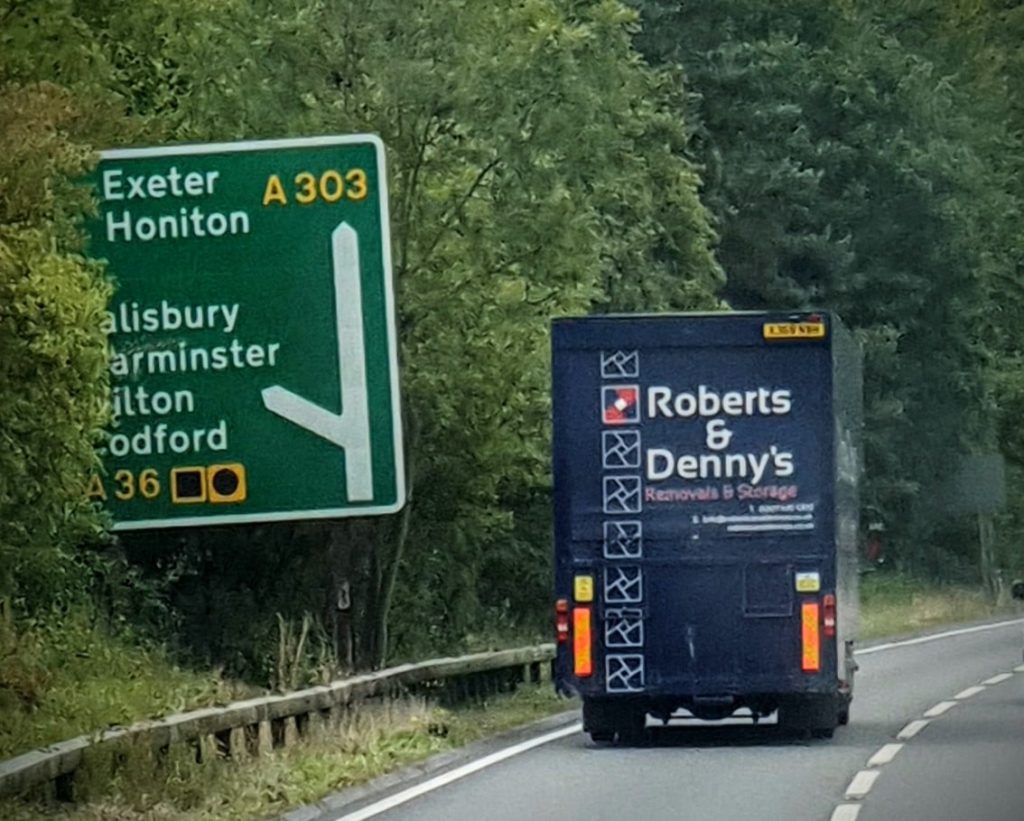 Exeter
Honiton
A 303
alisbury
arminster
ilton
odford
A 36
Roberts
&
Denny's
Removals & Storage